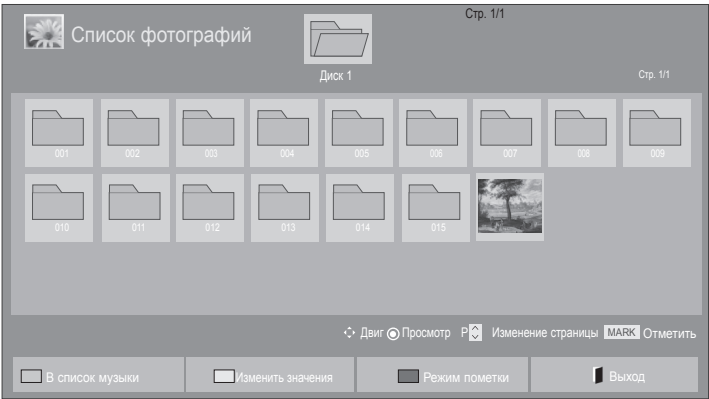 Стр. 1/1
Список фотографий
Диск 1
Стр. 1/1
001 002 003 004 005 006 007 008 009
010 011 012 013 014 015
Двиг Просмотр P Изменение страницы MARK Отметить
В список музыки Изменить значения Режим пометки Выход